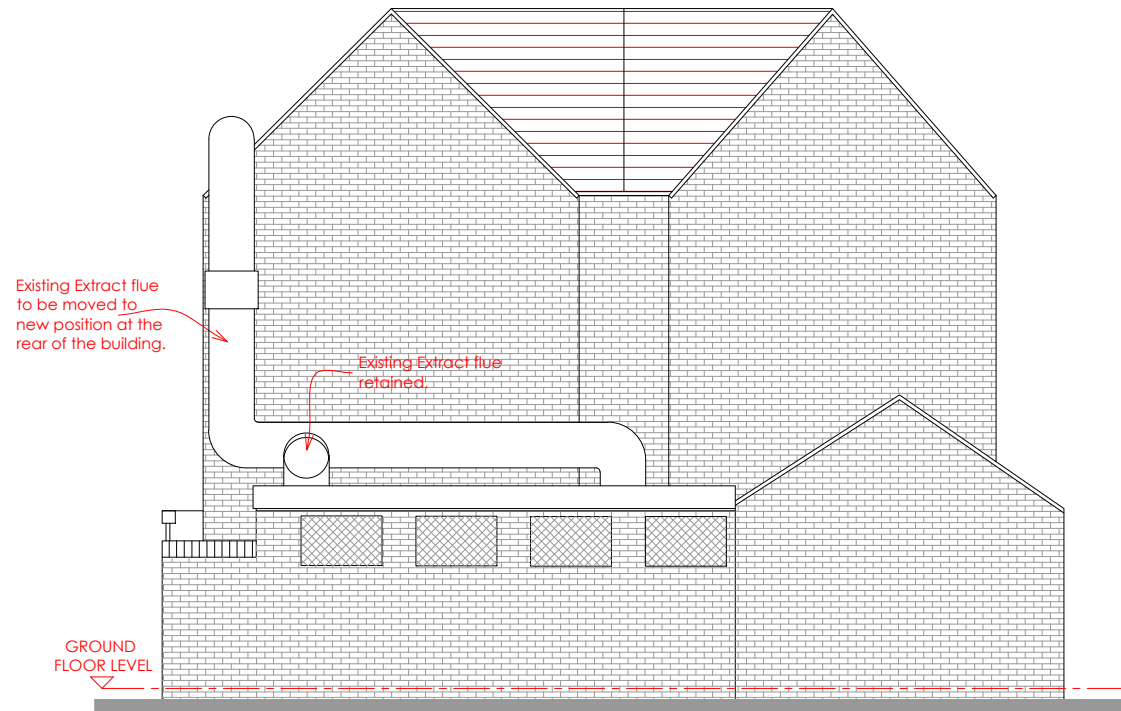 Existing Extract flue
to be moved to
new position at the
rear of the building.
Existing Extract flue
retained.
GROUND
FLOOR LEVEL